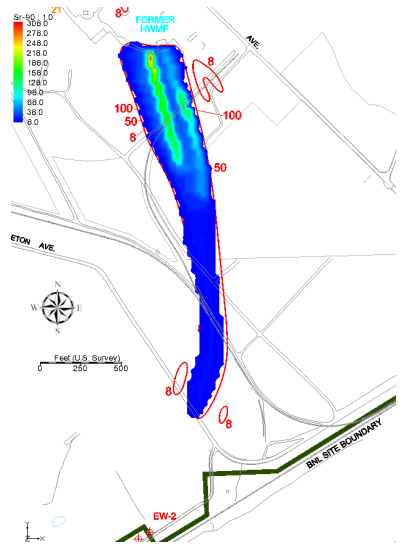 21
8
FORMER
HWMF
Sr-90 : 1.0
308.0
278.0
248.0
218.0
188.0
158.0
128.0
98.0
68.0
38.0
8.0
AVE.
8
100
50
8
100
50
ETON AVE.
N
W E
S
Feet (U.S. Survey)
0 500
8
8
BNL SITE BOUNDARY
EW-2
Y
Z X